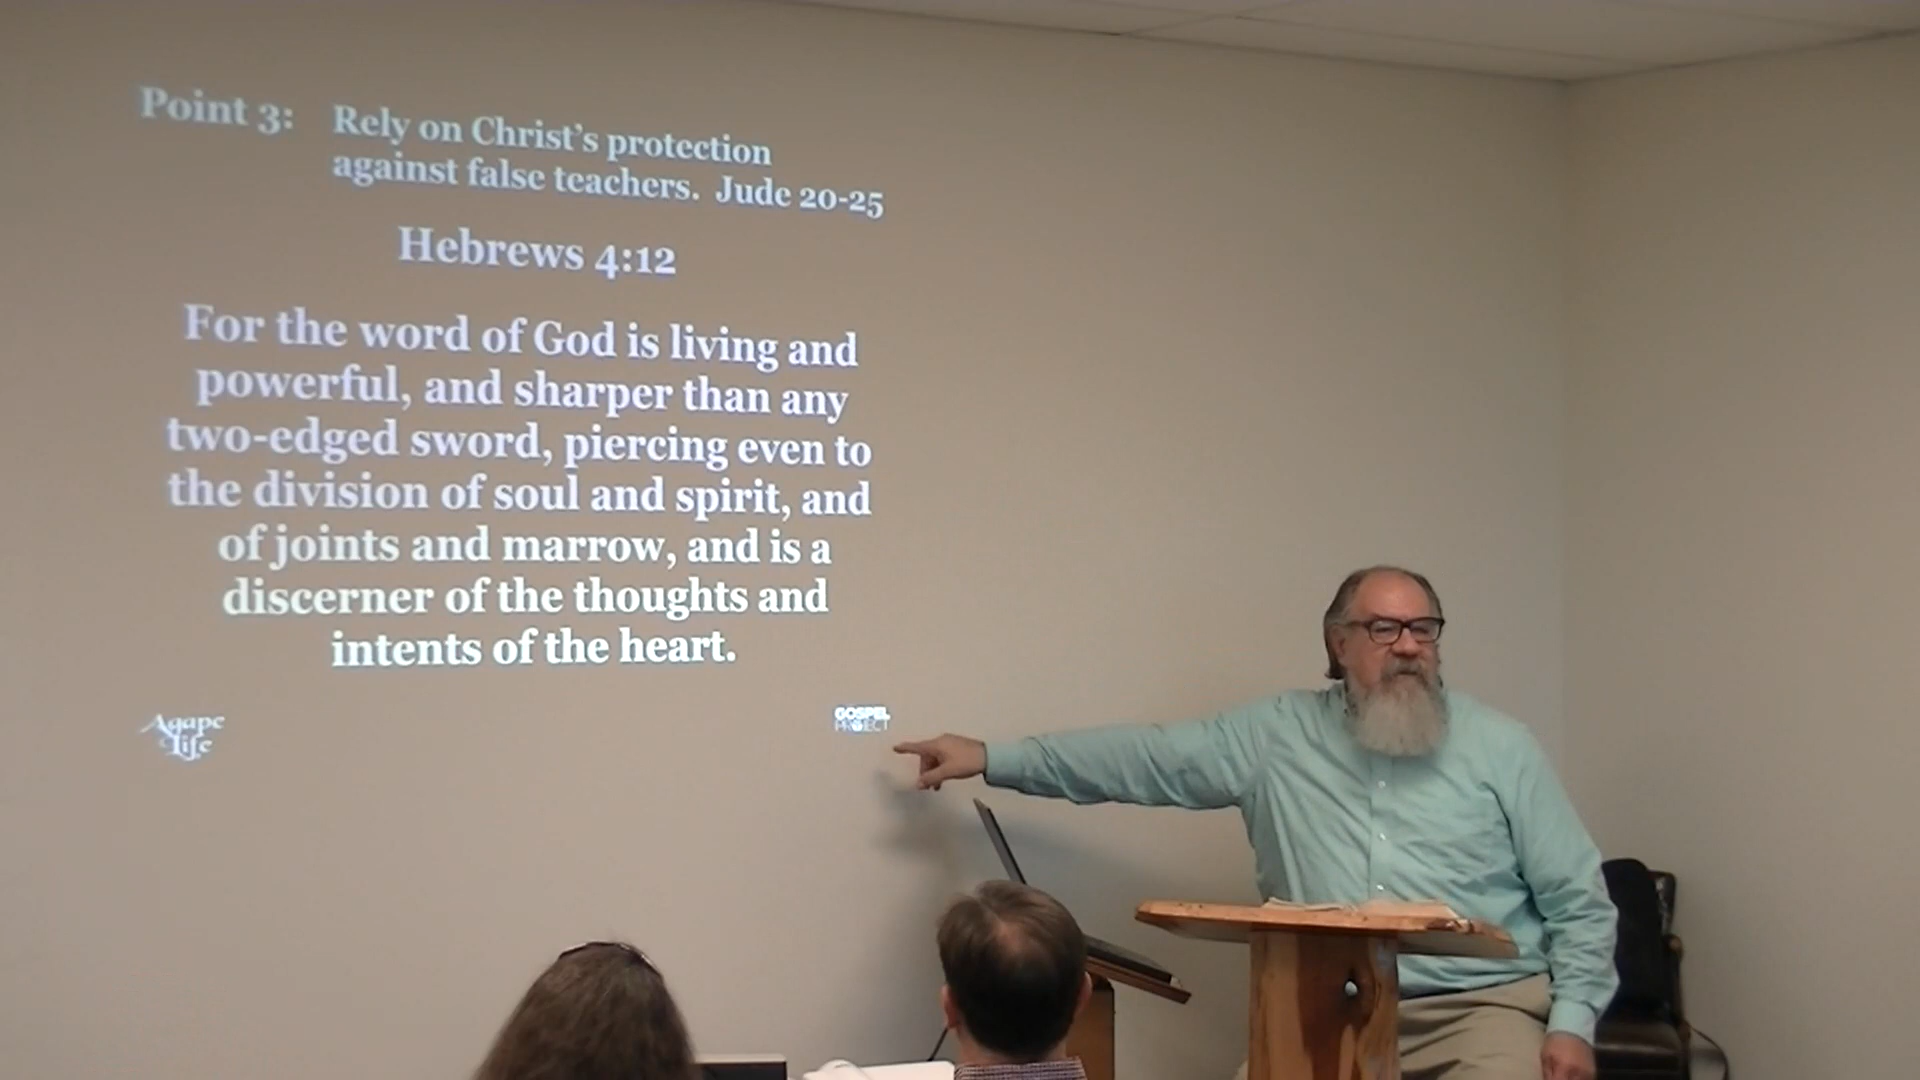 Point 3: Rely on Christ's protection
against false teachers. Jude 20-25
Hebrews 4:12
For the word of God is living and
powerful, and sharper than any
two-edged sword, piercing even to
the division of soul and spirit, and
of joints and marrow, and is a
discerner of the thoughts and
intents of the heart.
Agape
Life
GOSPEL
PROJECT